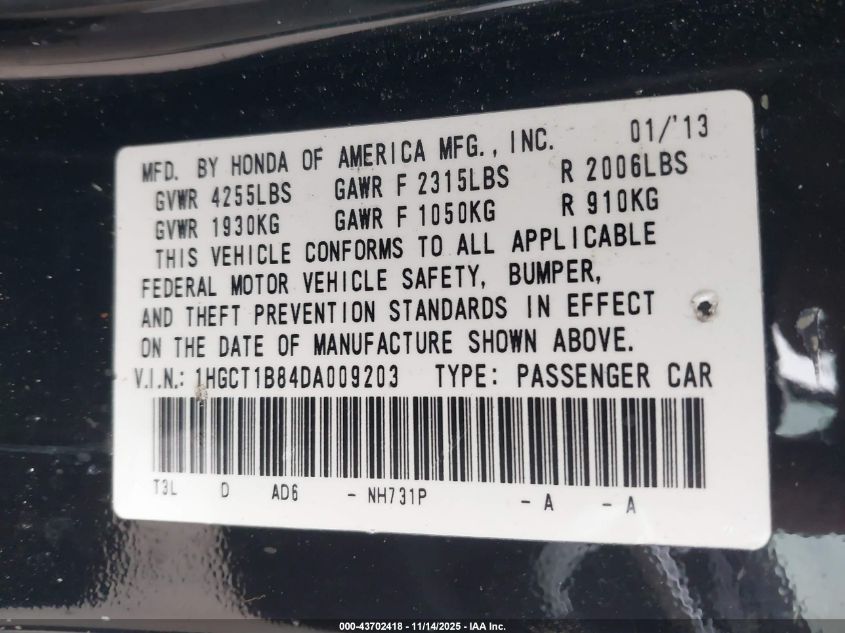 MFD. BY HONDA OF AMERICA MFG., INC. 01/'13
GVWR 4255LBS GAWR F 2315LBS R 2006LBS
GVWR 1930KG GAWR F 1050KG R 910KG
THIS VEHICLE CONFORMS TO ALL APPLICABLE
FEDERAL MOTOR VEHICLE SAFETY, BUMPER,
AND THEFT PREVENTION STANDARDS IN EFFECT
ON THE DATE OF MANUFACTURE SHOWN ABOVE.
V.I.N.: 1HGCT1B84DA009203 TYPE: PASSENGER CAR
T3L D AD6 - NH731P - A - A
000-43702418 - 11/14/2025 - IAA Inc.